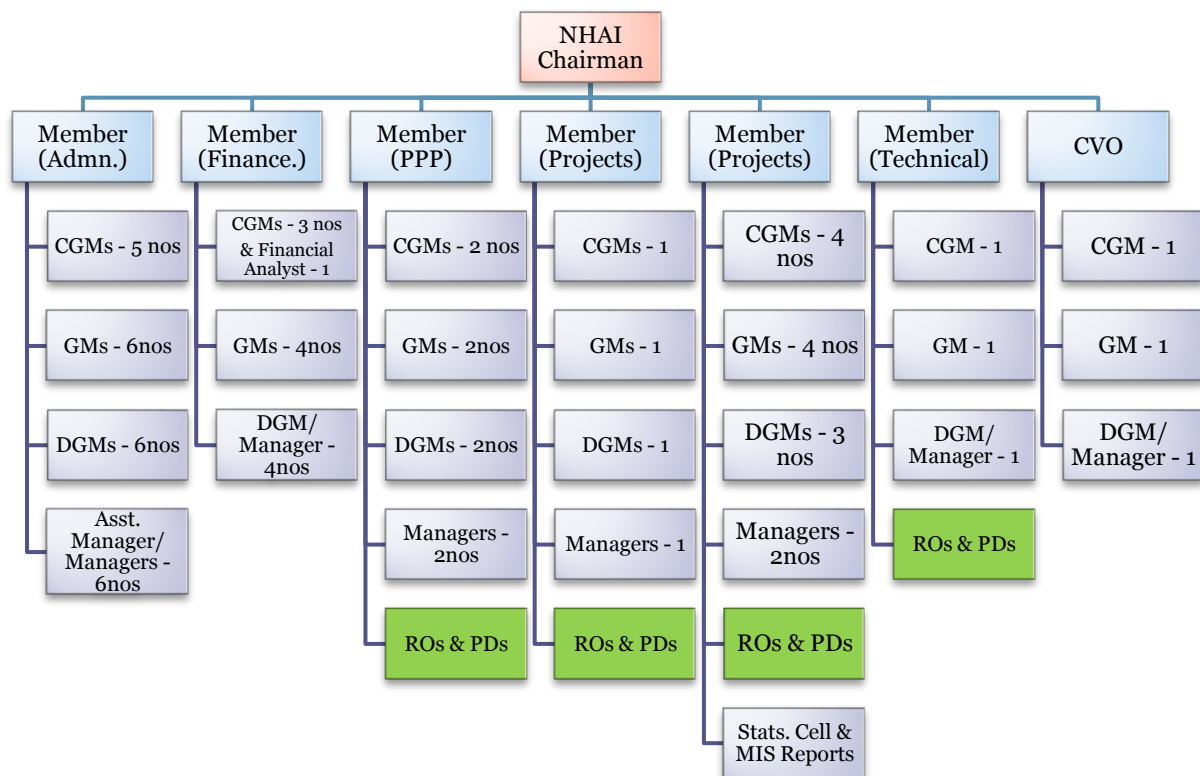 NHAI
Chairman
Member
(Admn.)
Member
(Finance.)
Member
(PPP)
Member
(Projects)
Member
(Projects)
Member
(Technical)
CVO
CGMs - 5 nos
CGMs - 3 nos
& Financial
Analyst - 1
CGMs - 2 nos
CGMs - 1
CGMs - 4
nos
CGM - 1
CGM - 1
GMs - 6nos
GMs - 4nos
GMs - 2nos
GMs - 1
GMs - 4 nos
GM - 1
GM - 1
DGMs - 6nos
DGM/
Manager -
4nos
DGMs - 2nos
DGMs - 1
DGMs - 3
nos
DGM/
Manager - 1
DGM/
Manager - 1
Asst.
Manager/
Managers -
6nos
Managers -
2nos
Managers - 1
Managers -
2nos
ROs & PDs
ROs & PDs
ROs & PDs
ROs & PDs
Stats. Cell &
MIS Reports